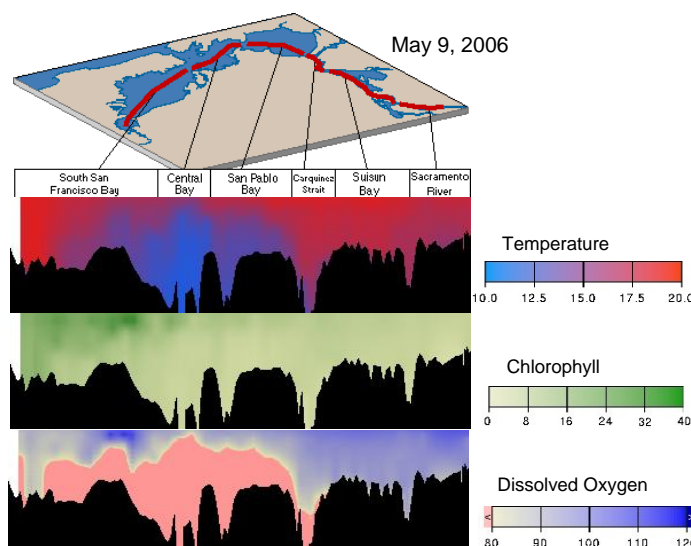 May 9, 2006
South San
Francisco Bay
Central
Bay
San Pablo
Bay
Carquinez
Strait
Suisun
Bay
Sacramento
River
Temperature
10.0 12.5 15.0 17.5 20.0
Chlorophyll
0 8 16 24 32 40
Dissolved Oxygen
< >
80 90 100 110 120